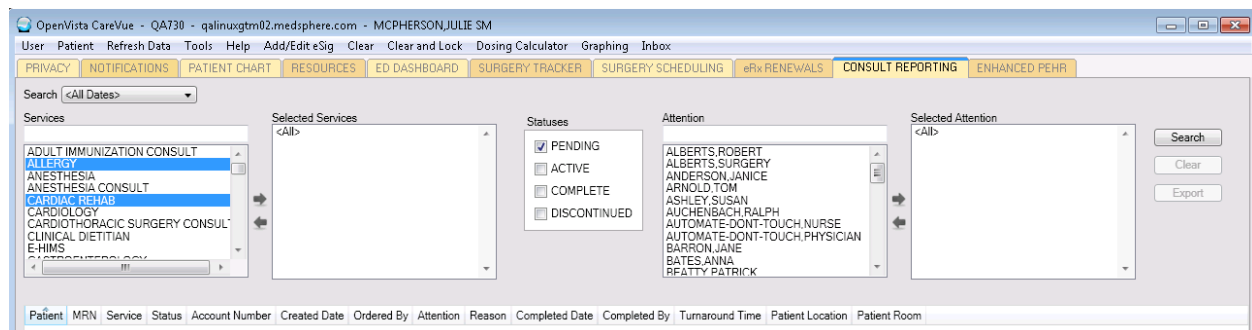 OpenVista CareVue - QA730 - qalinuxgtm02.medsphere.com - MCPHERSON,JULIE SM
User Patient Refresh Data Tools Help Add/Edit eSig Clear Clear and Lock Dosing Calculator Graphing Inbox
PRIVACY NOTIFICATIONS PATIENT CHART RESOURCES ED DASHBOARD SURGERY TRACKER SURGERY SCHEDULING eRx RENEWALS CONSULT REPORTING ENHANCED PEHR
Search <All Dates>
Services
ADULT IMMUNIZATION CONSULT
ALLERGY
ANESTHESIA
ANESTHESIA CONSULT
CARDIAC REHAB
CARDIOLOGY
CARDIOTHORACIC SURGERY CONSUL
CLINICAL DIETITIAN
E-HIMS
GASTROENTEROLOGY
Selected Services
<All>
Statuses
PENDING
ACTIVE
COMPLETE
DISCONTINUED
Attention
ALBERTS,ROBERT
ALBERTS,SURGERY
ANDERSON,JANICE
ARNOLD,TOM
ASHLEY,SUSAN
AUCHENBACH,RALPH
AUTOMATE-DONT-TOUCH,NURSE
AUTOMATE-DONT-TOUCH,PHYSICIAN
BARRON,JANE
BATES,ANNA
BEATTY,PATRICK
Selected Attention
<All>
Search
Clear
Export
Patient MRN Service Status Account Number Created Date Ordered By Attention Reason Completed Date Completed By Turnaround Time Patient Location Patient Room